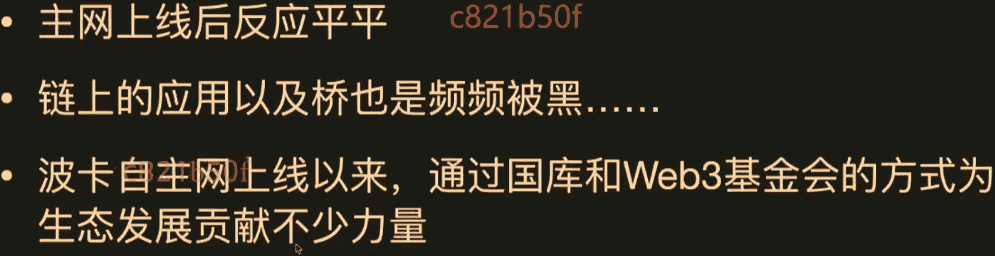 • 主网上线后反应平平 c821b50f
• 链上的应用以及桥也是频频被黑……
• 波卡自主网上线以来，通过国库和Web3基金会的方式为
c821b50f
生态发展贡献不少力量